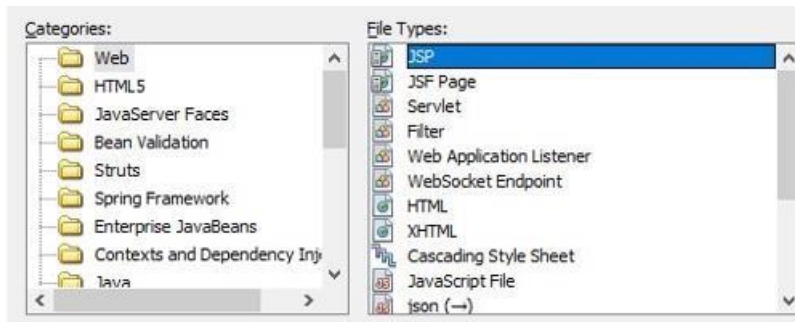 Categories:
Web
HTML5
JavaServer Faces
Bean Validation
Struts
Spring Framework
Enterprise JavaBeans
Contexts and Dependency Inj
Java
File Types:
JSP
JSF Page
Servlet
Filter
Web Application Listener
WebSocket Endpoint
HTML
XHTML
Cascading Style Sheet
JavaScript File
json (→)